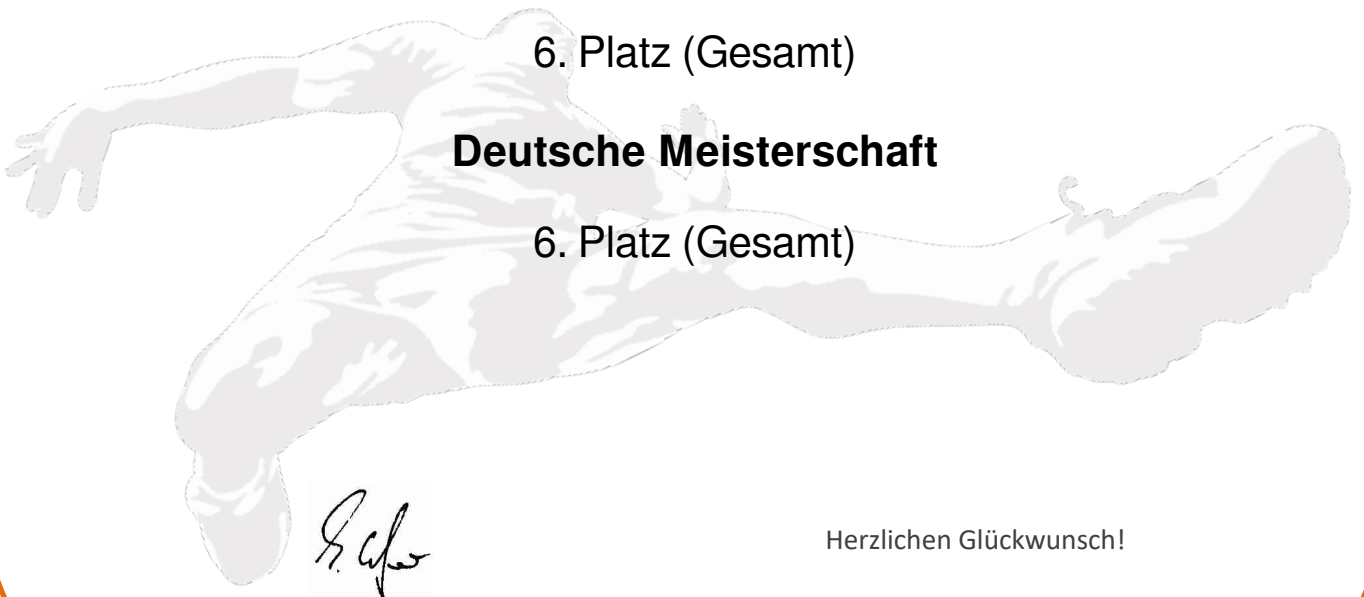 6. Platz (Gesamt)
Deutsche Meisterschaft
6. Platz (Gesamt)
Herzlichen Glückwunsch!